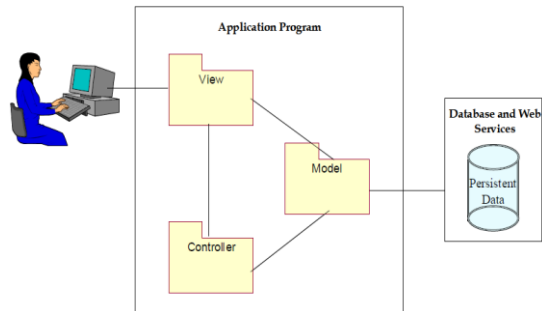 Application Program
View
Model
Controller
Database and Web
Services
Persistent
Data